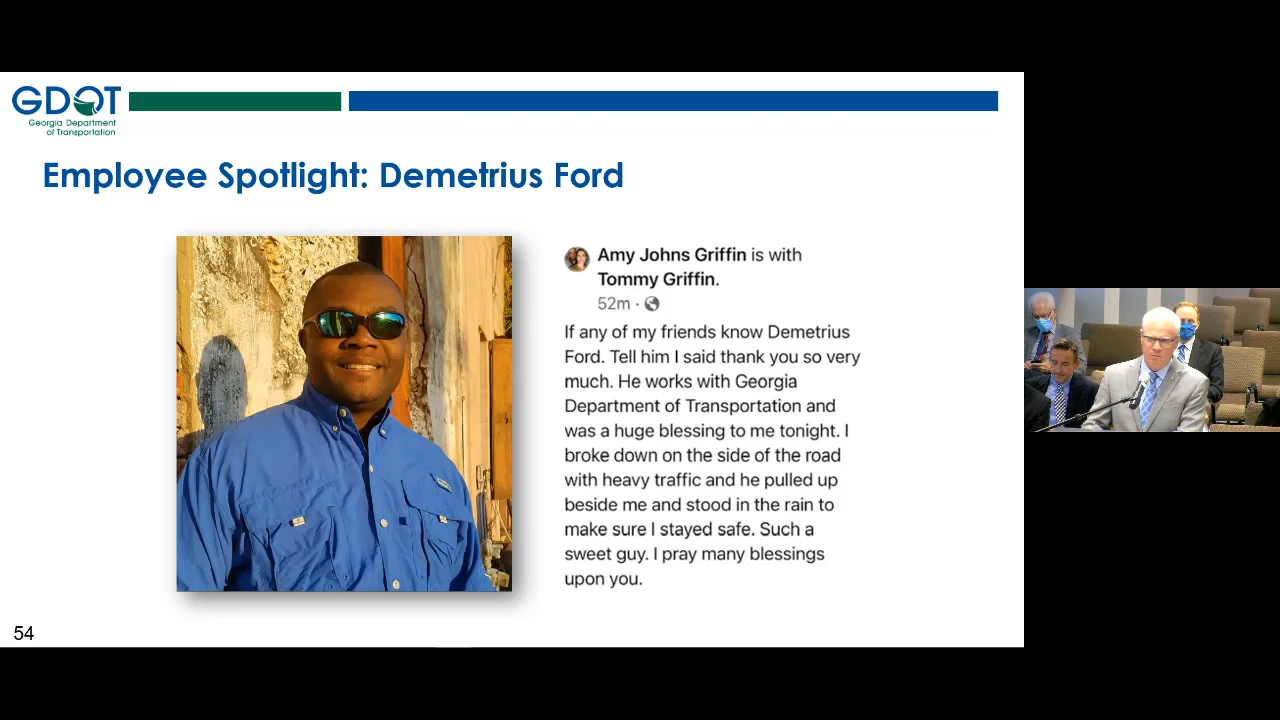 GDOT
Georgia Department
of Transportation
Employee Spotlight: Demetrius Ford
Amy Johns Griffin is with
Tommy Griffin.
52m ·
If any of my friends know Demetrius
Ford. Tell him I said thank you so very
much. He works with Georgia
Department of Transportation and
was a huge blessing to me tonight. I
broke down on the side of the road
with heavy traffic and he pulled up
beside me and stood in the rain to
make sure I stayed safe. Such a
sweet guy. I pray many blessings
upon you.
54